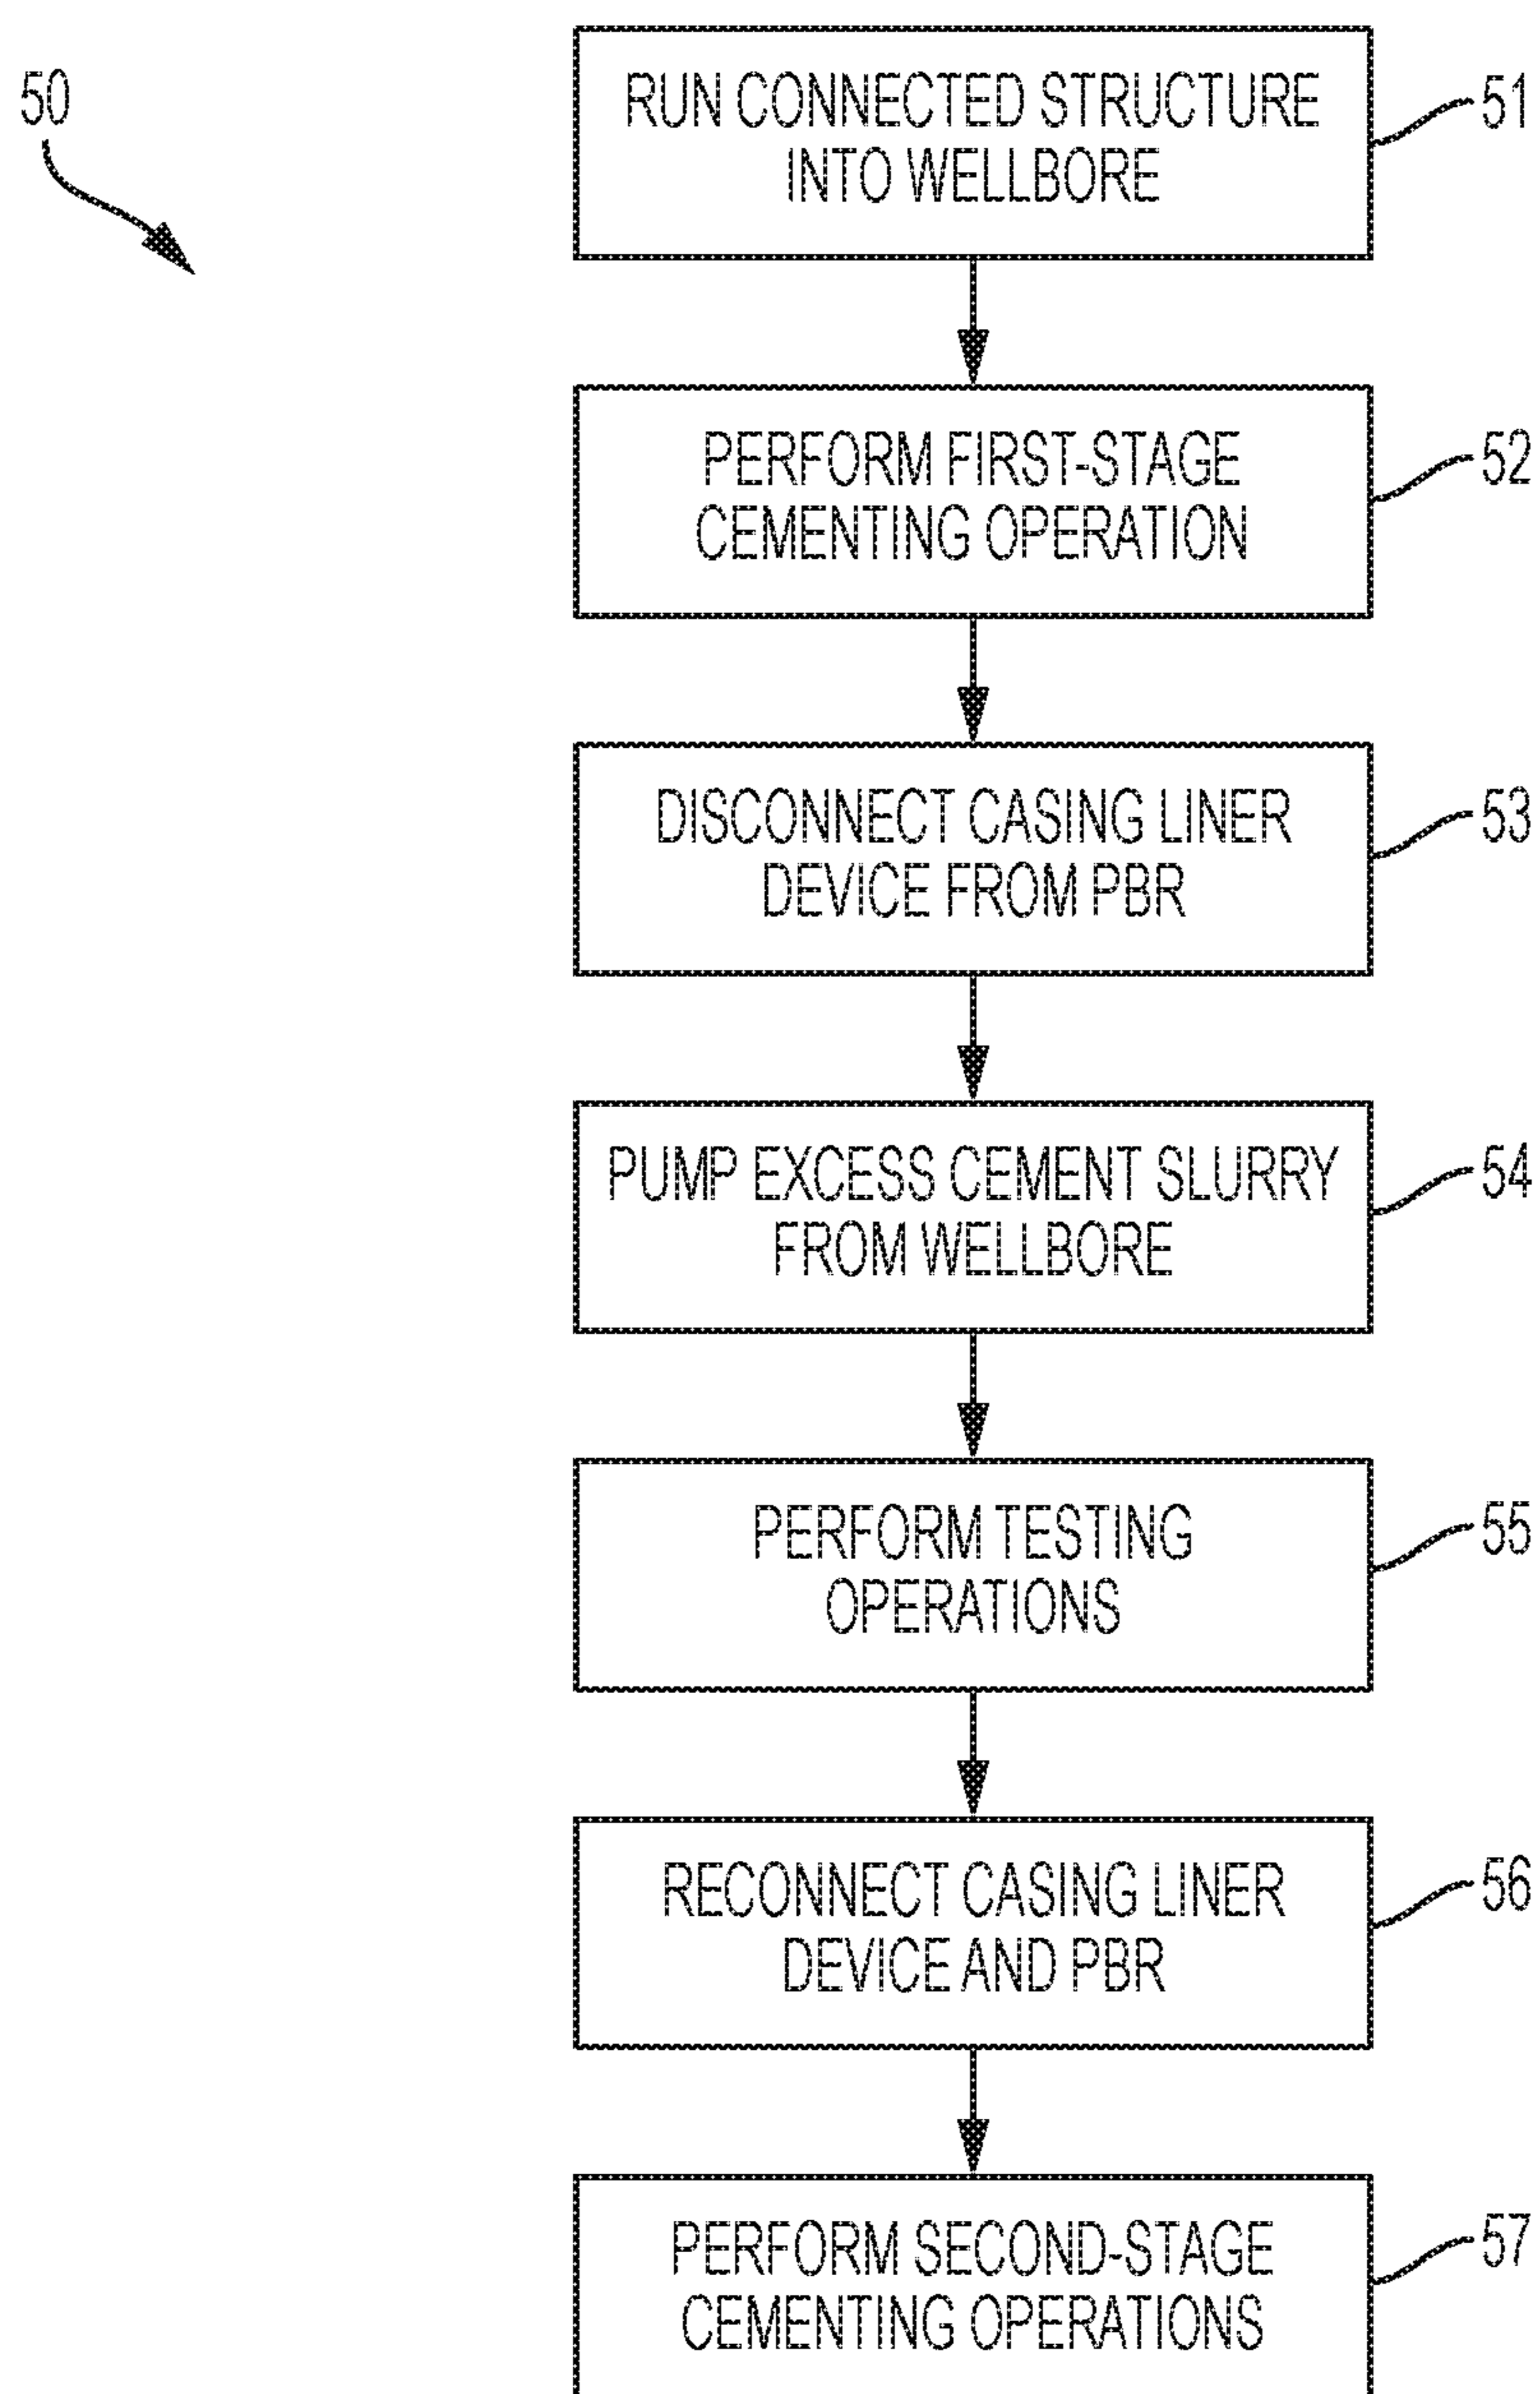 50
RUN CONNECTED STRUCTURE
INTO WELLBORE
51
PERFORM FIRST-STAGE
CEMENTING OPERATION
52
DISCONNECT CASING LINER
DEVICE FROM PBR
53
PUMP EXCESS CEMENT SLURRY
FROM WELLBORE
54
PERFORM TESTING
OPERATIONS
55
RECONNECT CASING LINER
DEVICE AND PBR
56
PERFORM SECOND-STAGE
CEMENTING OPERATIONS
57